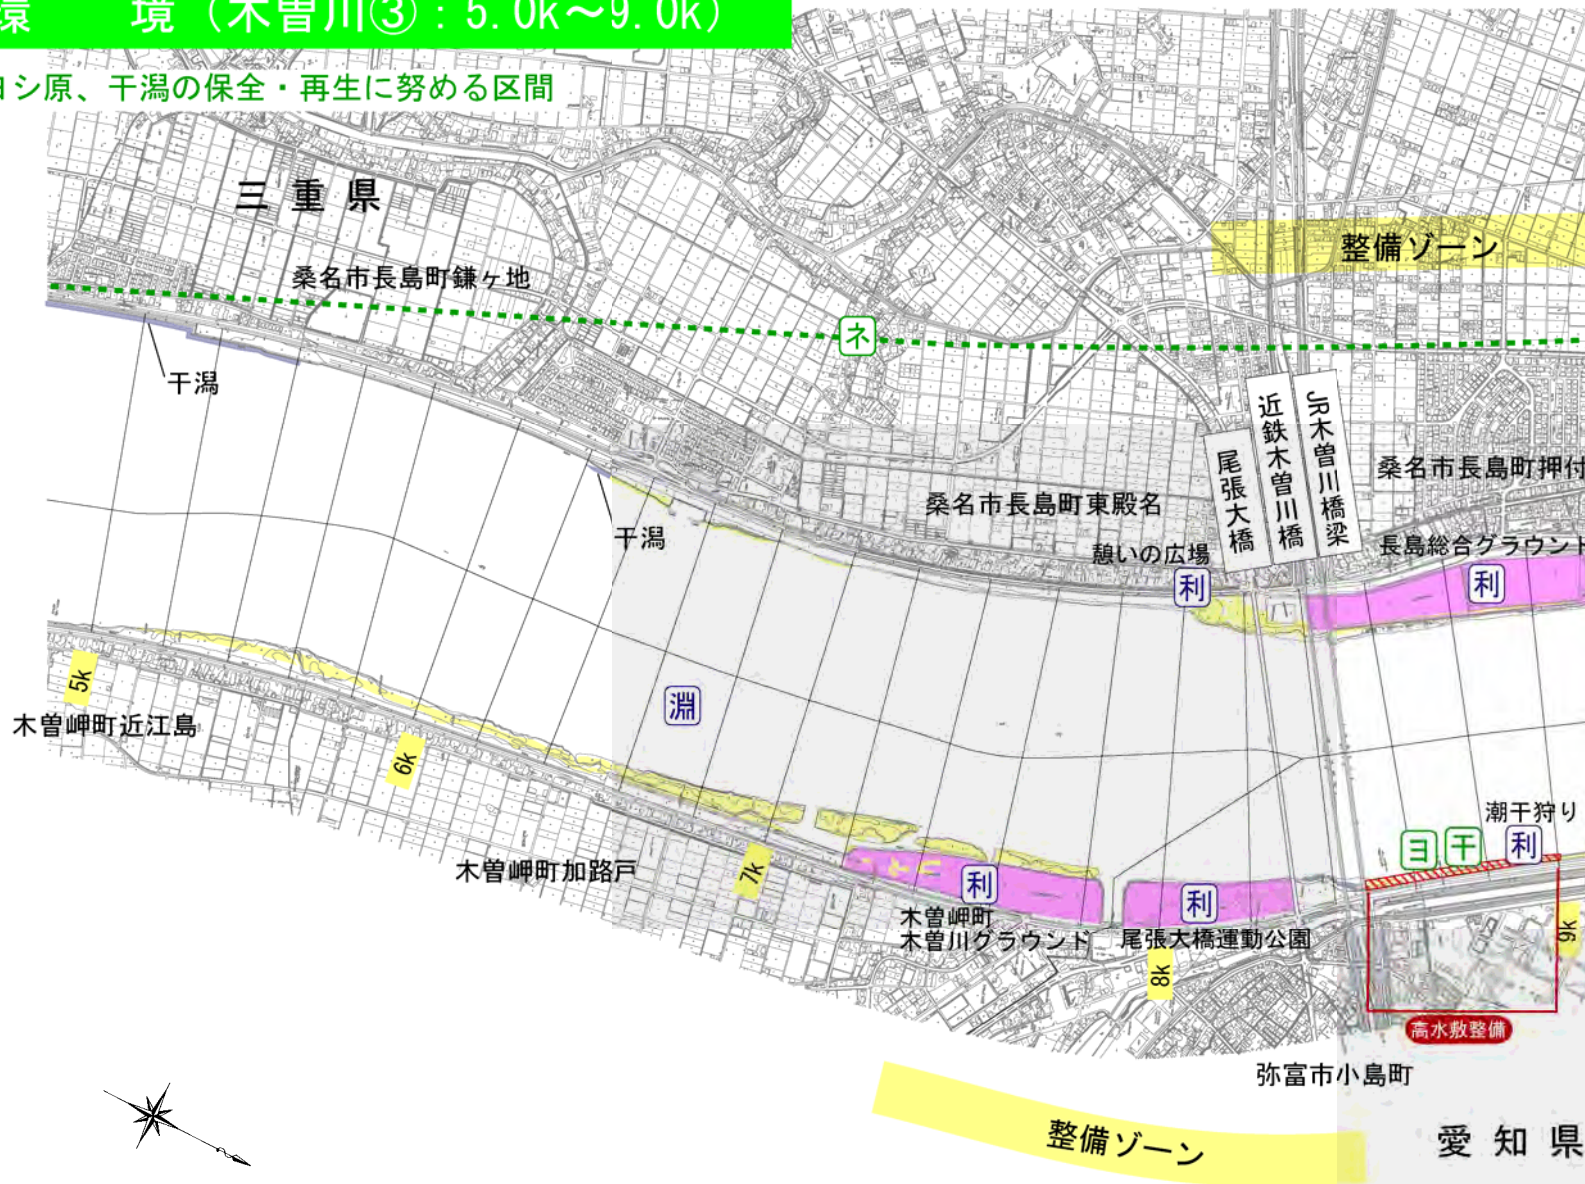 環　境（木曽川③：5.0k～9.0k）
ヨシ原、干潟の保全・再生に努める区間
三重県
整備ゾーン
桑名市長島町鎌ヶ地
ネ
干潟
尾張大橋
近鉄木曽川橋
JR木曽川橋梁
桑名市長島町押付
桑名市長島町東殿名
干潟
憩いの広場
利
長島総合グラウンド
利
5k
木曽岬町近江島
淵
6k
木曽岬町加路戸
7k
利
木曽岬町
木曽川グラウンド
利
尾張大橋運動公園
8k
潮干狩り
ヨ
干
利
9k
高水敷整備
弥富市小島町
整備ゾーン
愛知県